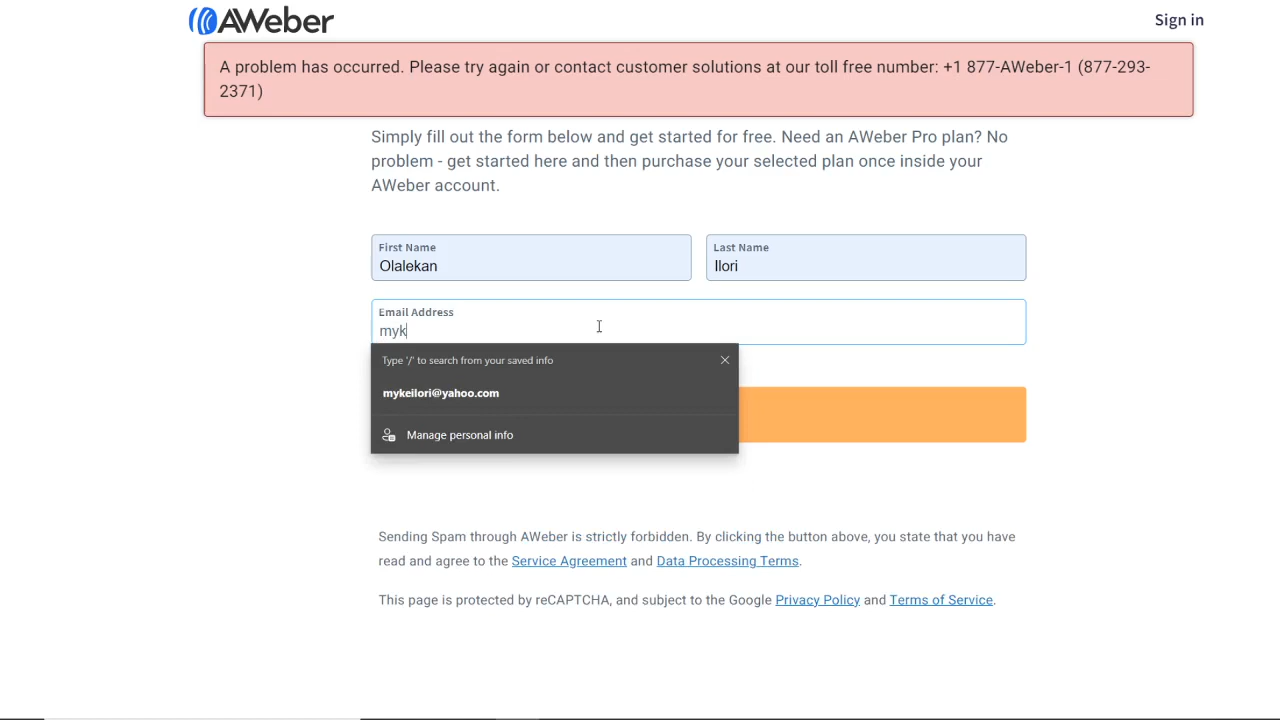 AWeber
Sign in
A problem has occurred. Please try again or contact customer solutions at our toll free number: +1 877-AWeber-1 (877-293-
2371)
Simply fill out the form below and get started for free. Need an AWeber Pro plan? No
problem - get started here and then purchase your selected plan once inside your
AWeber account.
First Name
Olalekan
Last Name
Ilori
Email Address
myk
Type '/' to search from your saved info
mykeilori@yahoo.com
Manage personal info
Sending Spam through AWeber is strictly forbidden. By clicking the button above, you state that you have
read and agree to the Service Agreement and Data Processing Terms.
This page is protected by reCAPTCHA, and subject to the Google Privacy Policy and Terms of Service.